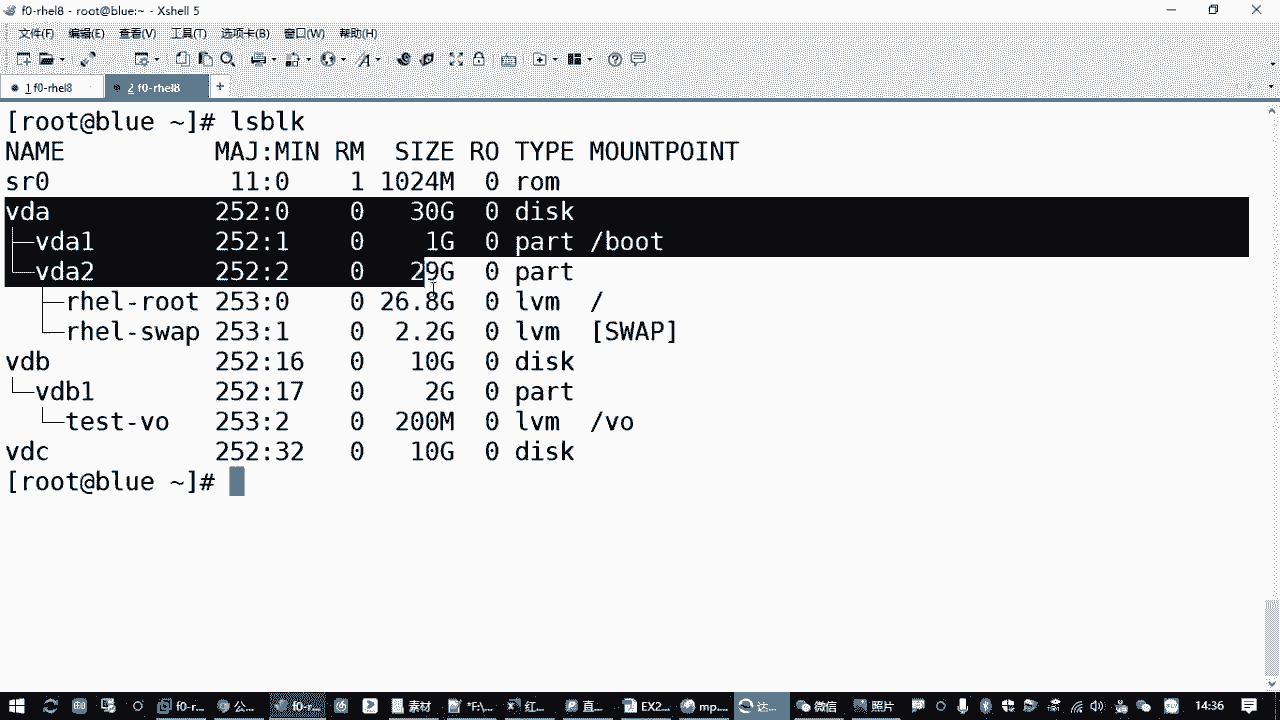 f0-rhel8 - root@blue:~ - Xshell 5
文件(F) 编辑(E) 查看(V) 工具(T) 选项卡(B) 窗口(W) 帮助(H)
1 f0-rhel8 2 f0-rhel8 +
[root@blue ~]# lsblk
NAME MAJ:MIN RM SIZE RO TYPE MOUNTPOINT
sr0 11:0 1 1024M 0 rom
vda 252:0 0 30G 0 disk
├─vda1 252:1 0 1G 0 part /boot
└─vda2 252:2 0 29G 0 part
├─rhel-root 253:0 0 26.8G 0 lvm /
└─rhel-swap 253:1 0 2.2G 0 lvm [SWAP]
vdb 252:16 0 10G 0 disk
└─vdb1 252:17 0 2G 0 part
└─test-vo 253:2 0 200M 0 lvm /vo
vdc 252:32 0 10G 0 disk
[root@blue ~]#
f0-r... 公... f0-r... 素材 *F:\... 红... 直... EX2... mp... 达... 微信 照片 14:36